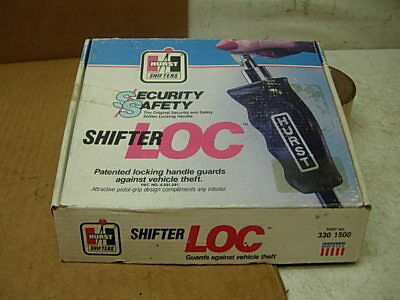 HURST
SHIFTERS
SECURITY
SAFETY
The Original Security and Safety
Shifter Locking Handle
SHIFTER LOC™
HURST
Patented locking handle guards
against vehicle theft.
Attractive pistol-grip design compliments any interior.
HURST
SHIFTERS
SHIFTER LOC™
Guards against vehicle theft
PART NO.
330 1500